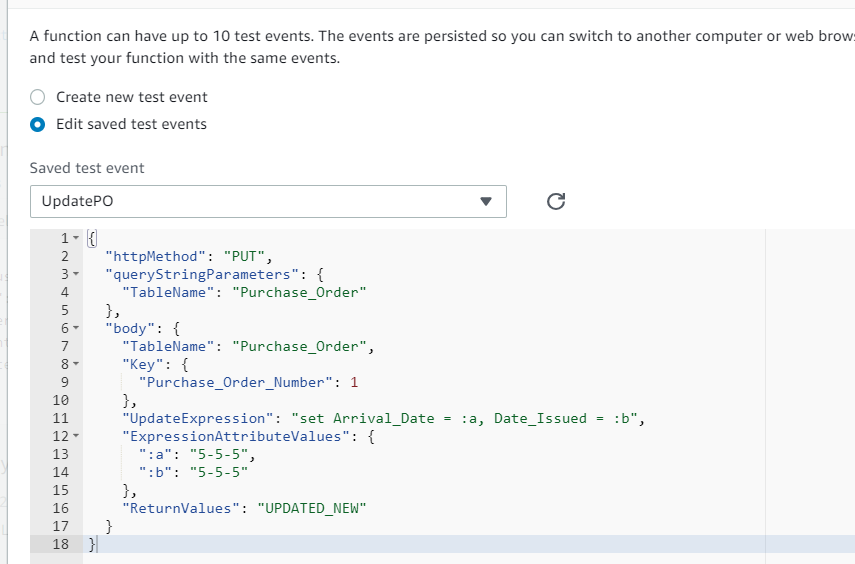 A function can have up to 10 test events. The events are persisted so you can switch to another computer or web brow
and test your function with the same events.
Create new test event
Edit saved test events
Saved test event
UpdatePO
1 {
2 "httpMethod": "PUT",
3 "queryStringParameters": {
4 "TableName": "Purchase_Order"
5 },
6 "body": {
7 "TableName": "Purchase_Order",
8 "Key": {
9 "Purchase_Order_Number": 1
10 },
11 "UpdateExpression": "set Arrival_Date = :a, Date_Issued = :b",
12 "ExpressionAttributeValues": {
13 ":a": "5-5-5",
14 ":b": "5-5-5"
15 },
16 "ReturnValues": "UPDATED_NEW"
17 }
18 }